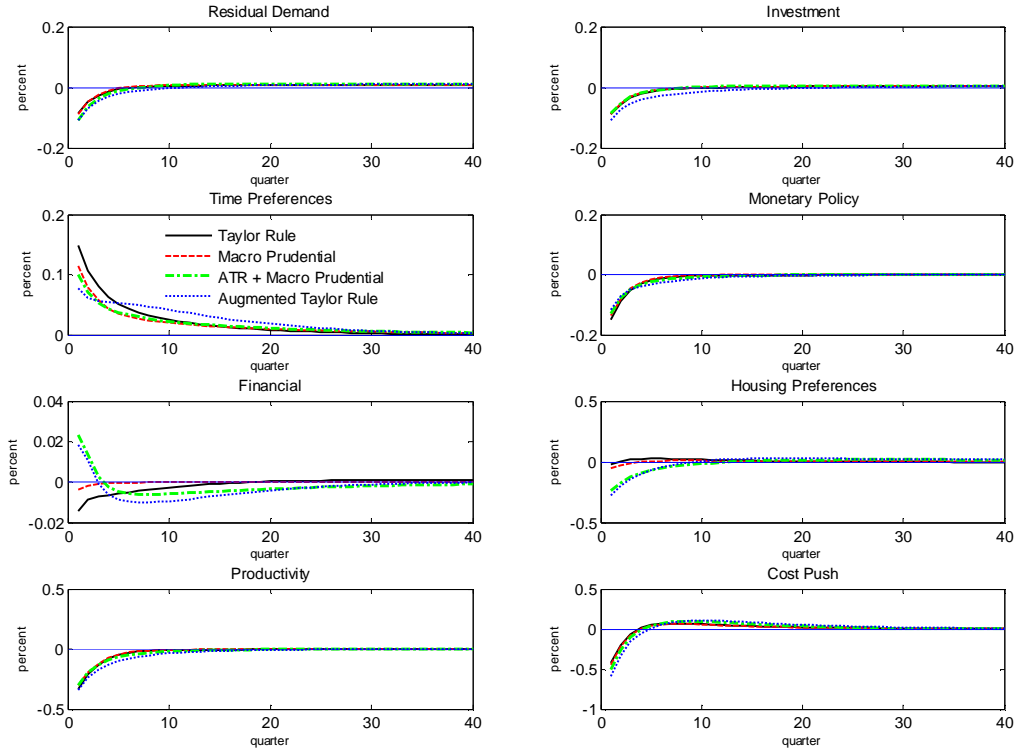 Residual Demand
0.2
0
-0.2
percent
0 10 20 30 40
quarter
Investment
0.2
0
-0.2
percent
0 10 20 30 40
quarter
Time Preferences
0.2
0.1
0
percent
Taylor Rule
Macro Prudential
ATR + Macro Prudential
Augmented Taylor Rule
0 10 20 30 40
quarter
Monetary Policy
0.2
0
-0.2
percent
0 10 20 30 40
quarter
Financial
0.04
0.02
0
-0.02
percent
0 10 20 30 40
quarter
Housing Preferences
0.5
0
-0.5
percent
0 10 20 30 40
quarter
Productivity
0.5
0
-0.5
percent
0 10 20 30 40
quarter
Cost Push
0.5
0
-0.5
-1
percent
0 10 20 30 40
quarter